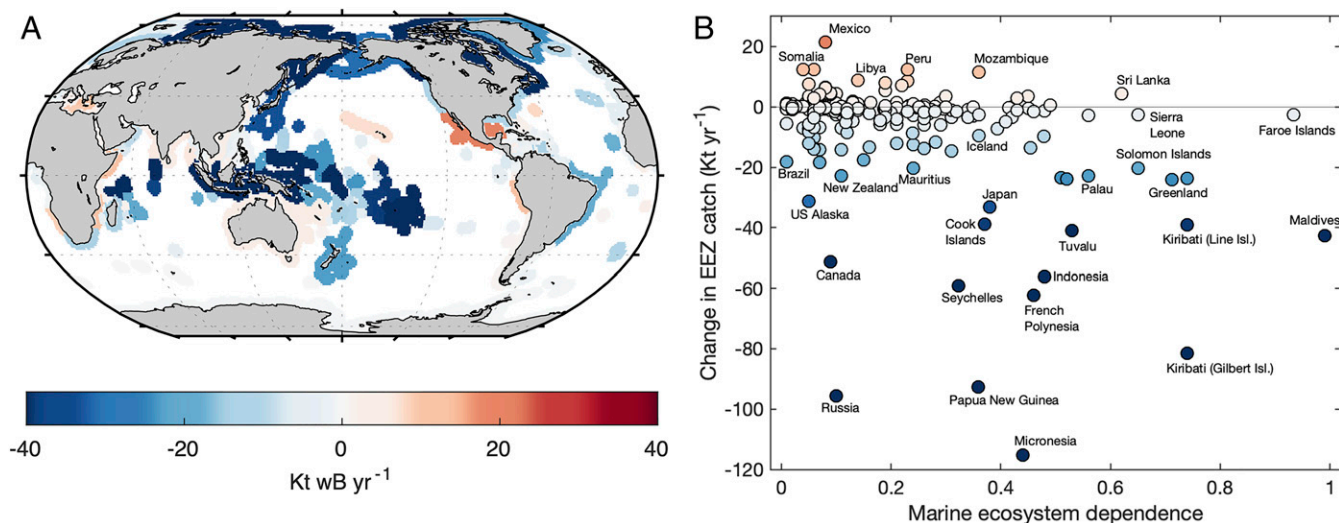 A
-40
-20
0
20
40
Kt wB yr⁻¹
B
Change in EEZ catch (Kt yr⁻¹)
20
0
-20
-40
-60
-80
-100
-120
Mexico
Somalia
Libya
Peru
Mozambique
Sri Lanka
Sierra
Leone
Faroe Islands
Iceland
Brazil
New Zealand
Mauritius
Solomon Islands
Palau
Greenland
US Alaska
Japan
Cook
Islands
Tuvalu
Kiribati (Line Isl.)
Maldives
Canada
Seychelles
Indonesia
French
Polynesia
Kiribati (Gilbert Isl.)
Russia
Papua New Guinea
Micronesia
0
0.2
0.4
0.6
0.8
1
Marine ecosystem dependence